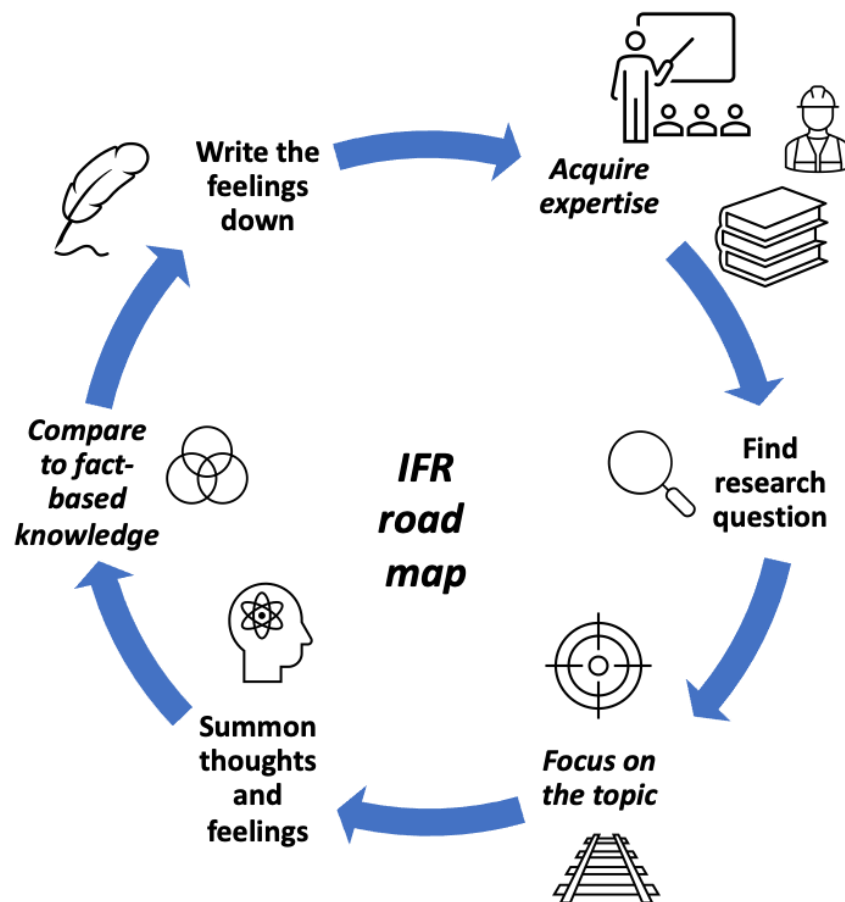 Write the
feelings
down
Acquire
expertise
Find
research
question
Focus on
the topic
Summon
thoughts
and
feelings
Compare
to fact-
based
knowledge
IFR
road
map